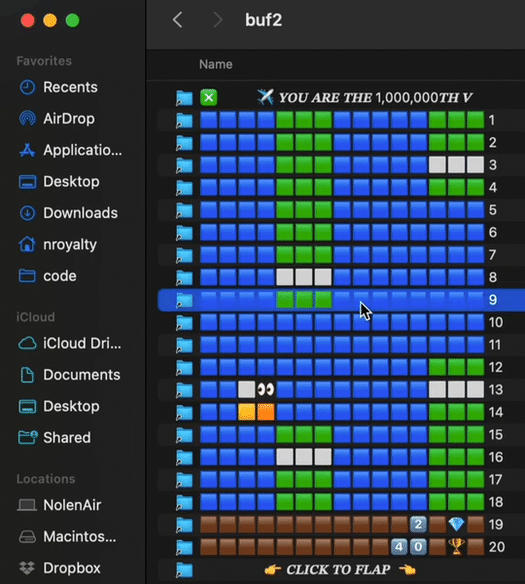 buf2
Favorites
Recents
AirDrop
Applicatio...
Desktop
Downloads
nroyalty
code
iCloud
iCloud Dri...
Documents
Desktop
Shared
Locations
NolenAir
Macintos...
Dropbox
Name
❎ ✈️ YOU ARE THE 1,000,000TH V
1
2
3
4
5
6
7
8
9
10
11
12
13
14
15
16
17
18
2 19
4 0 20
👉 CLICK TO FLAP 👈